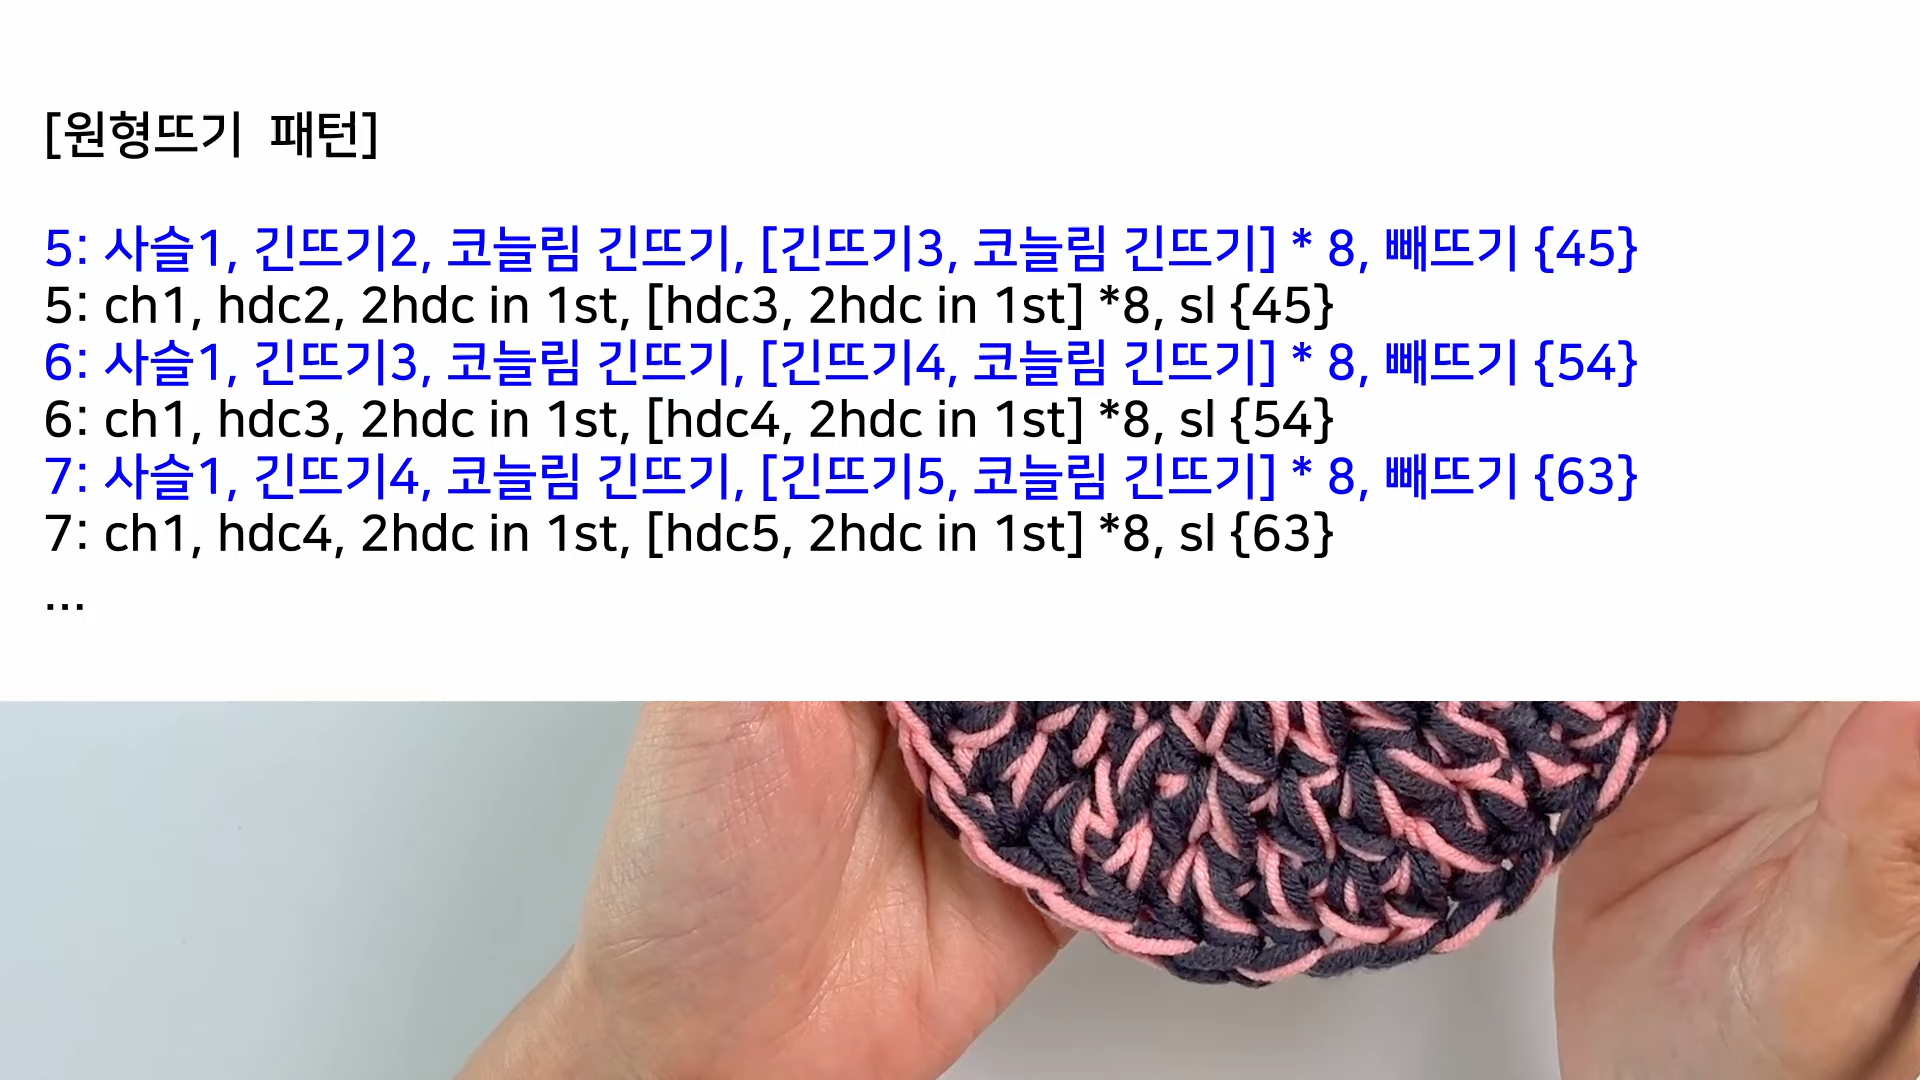 [원형뜨기 패턴]
5: 사슬1, 긴뜨기2, 코늘림 긴뜨기, [긴뜨기3, 코늘림 긴뜨기] * 8, 빼뜨기 {45}
5: ch1, hdc2, 2hdc in 1st, [hdc3, 2hdc in 1st] *8, sl {45}
6: 사슬1, 긴뜨기3, 코늘림 긴뜨기, [긴뜨기4, 코늘림 긴뜨기] * 8, 빼뜨기 {54}
6: ch1, hdc3, 2hdc in 1st, [hdc4, 2hdc in 1st] *8, sl {54}
7: 사슬1, 긴뜨기4, 코늘림 긴뜨기, [긴뜨기5, 코늘림 긴뜨기] * 8, 빼뜨기 {63}
7: ch1, hdc4, 2hdc in 1st, [hdc5, 2hdc in 1st] *8, sl {63}
...